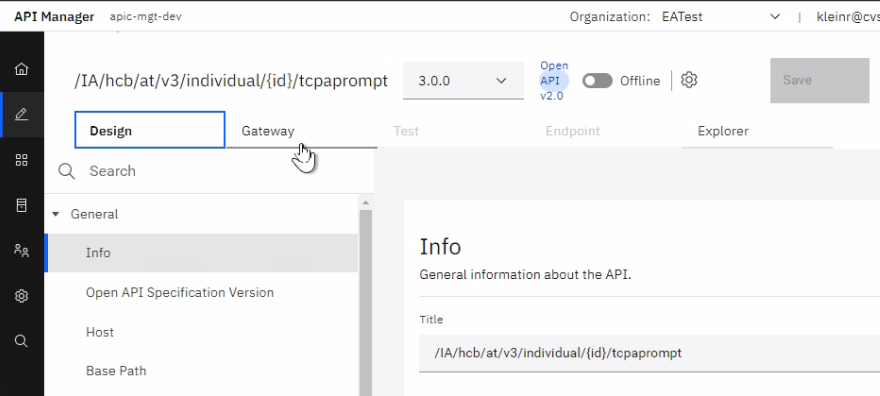 API Manager apic-mgt-dev Organization: EATest | kleinr@cvs
/IA/hcb/at/v3/individual/{id}/tcpaprompt 3.0.0 Open API v2.0 Offline Save
Design Gateway Test Endpoint Explorer
Search
General
Info
Open API Specification Version
Host
Base Path
Info
General information about the API.
Title
/IA/hcb/at/v3/individual/{id}/tcpaprompt